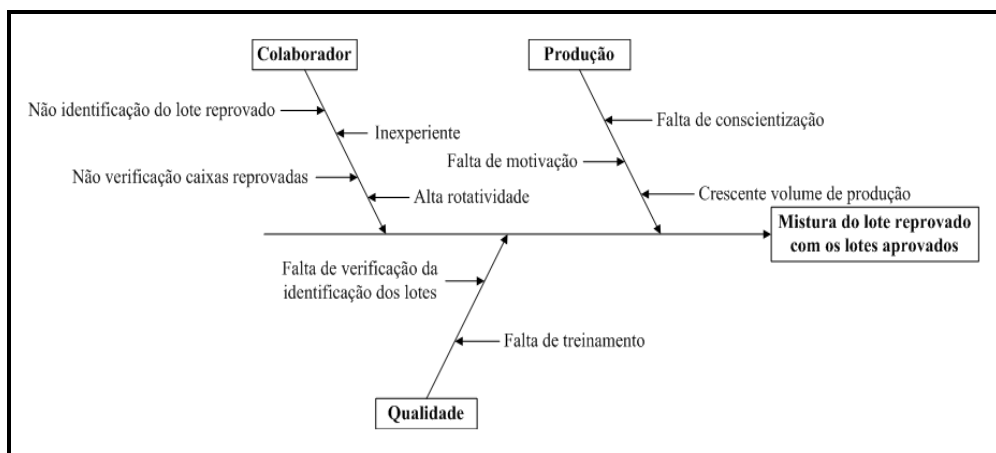 Colaborador
Produção
Não identificação do lote reprovado
Inexperiente
Não verificação caixas reprovadas
Alta rotatividade
Falta de conscientização
Falta de motivação
Crescente volume de produção
Mistura do lote reprovado
com os lotes aprovados
Falta de verificação da
identificação dos lotes
Falta de treinamento
Qualidade